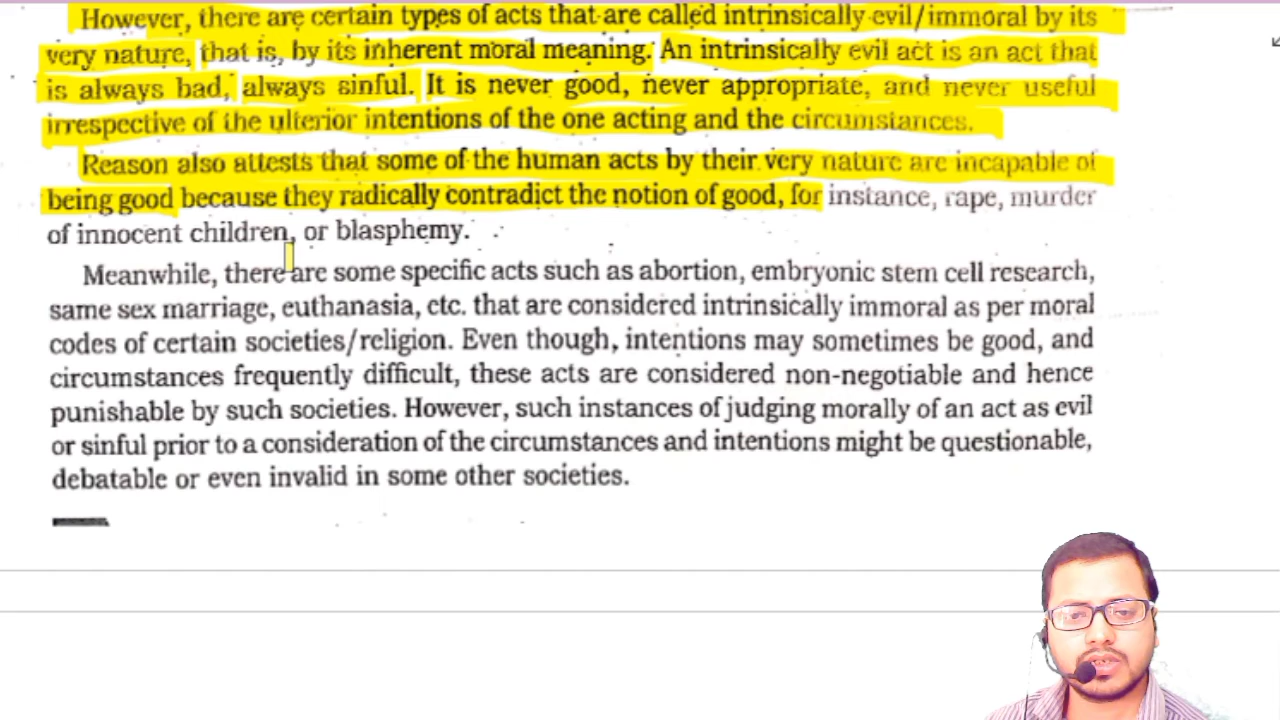 However, there are certain types of acts that are called intrinsically evil/immoral by its
very nature, that is, by its inherent moral meaning. An intrinsically evil act is an act that
is always bad, always sinful. It is never good, never appropriate, and never useful
irrespective of the ulterior intentions of the one acting and the circumstances.
Reason also attests that some of the human acts by their very nature are incapable of
being good because they radically contradict the notion of good, for instance, rape, murder
of innocent children, or blasphemy.
Meanwhile, there are some specific acts such as abortion, embryonic stem cell research,
same sex marriage, euthanasia, etc. that are considered intrinsically immoral as per moral
codes of certain societies/religion. Even though, intentions may sometimes be good, and
circumstances frequently difficult, these acts are considered non-negotiable and hence
punishable by such societies. However, such instances of judging morally of an act as evil
or sinful prior to a consideration of the circumstances and intentions might be questionable,
debatable or even invalid in some other societies.